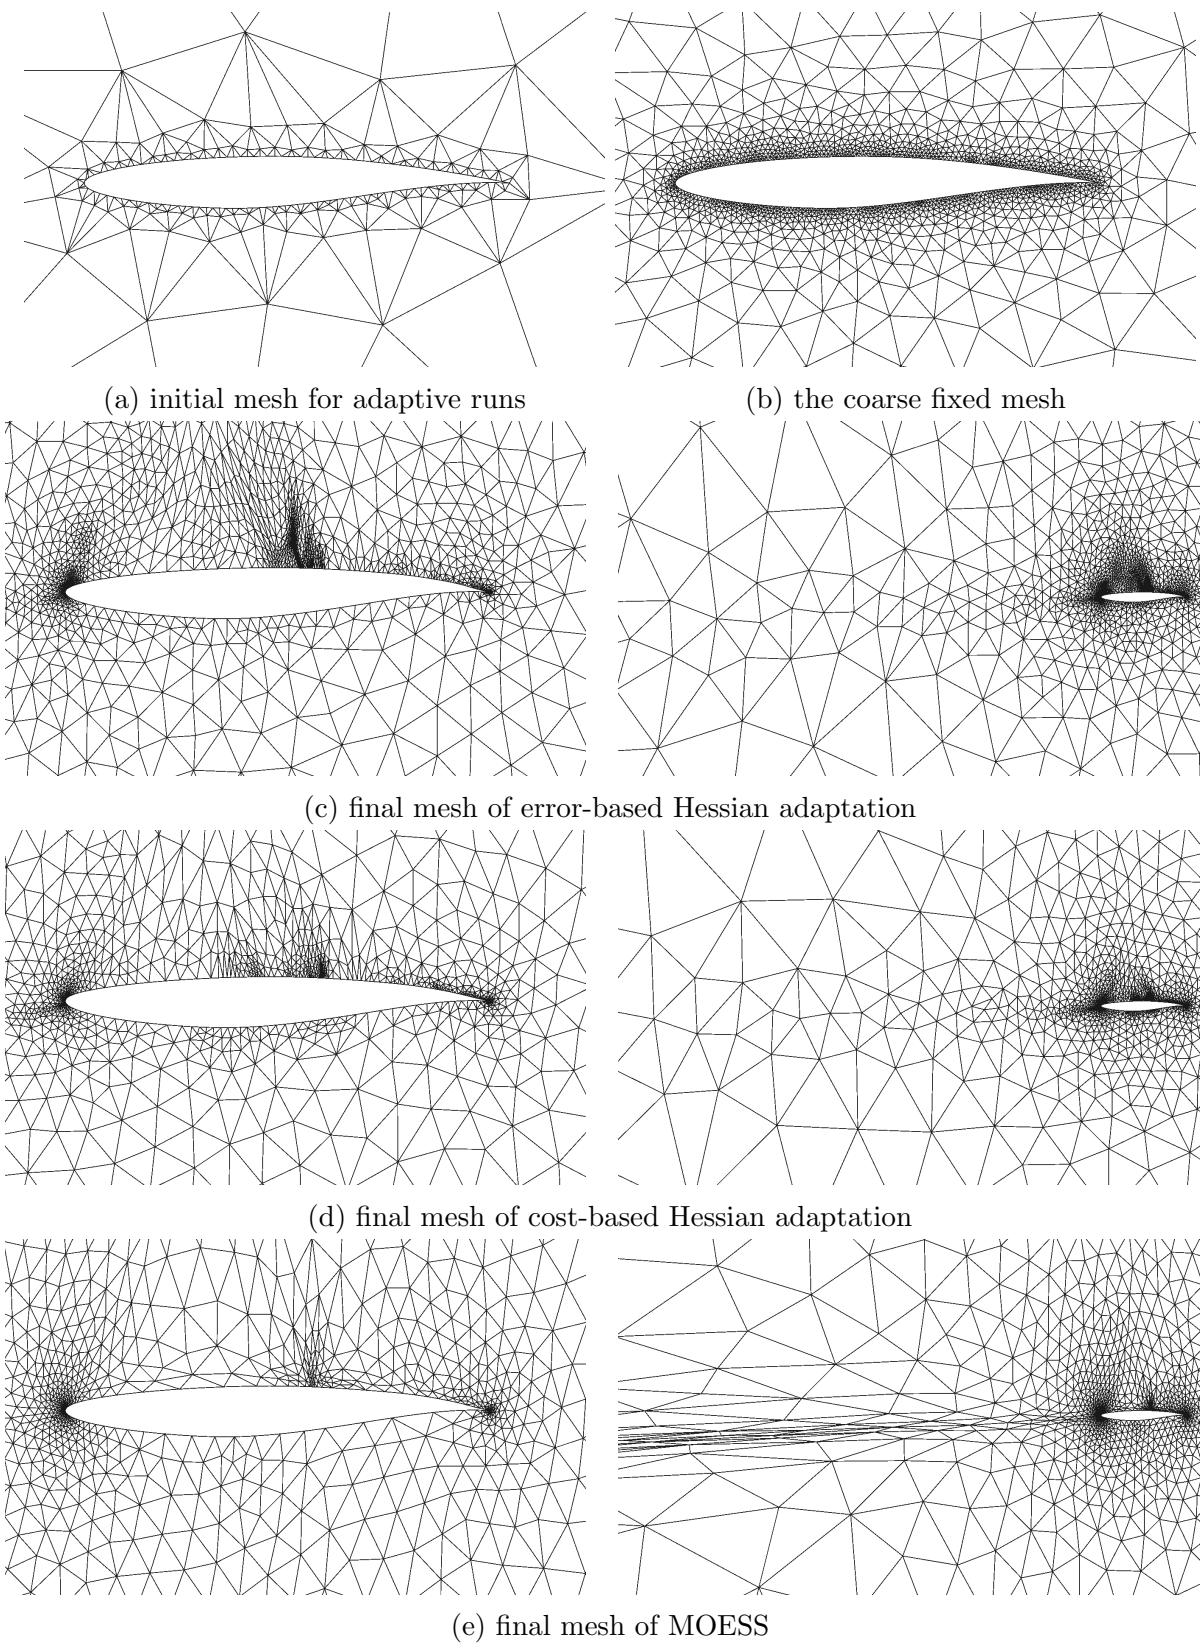 (a) initial mesh for adaptive runs
(b) the coarse fixed mesh
(c) final mesh of error-based Hessian adaptation
(d) final mesh of cost-based Hessian adaptation
(e) final mesh of MOESS